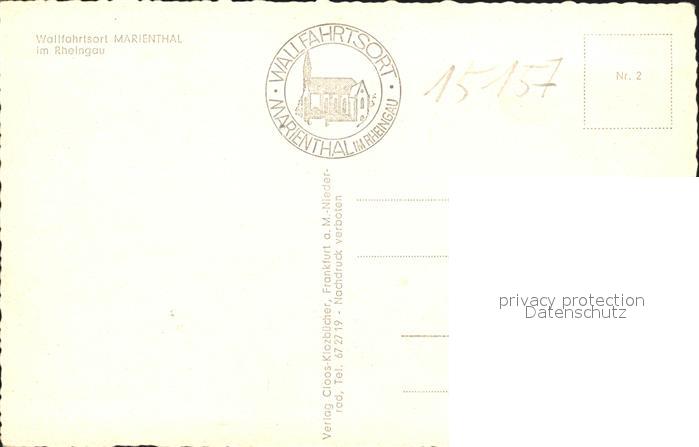 Wallfahrtsort MARIENTHAL
im Rheingau
· WALLFAHRTSORT ·
MARIENTHAL IM RHEINGAU
15157
Nr. 2
Verlag Cloos-Klozbücher, Frankfurt a. M.-Nieder-
rad, Tel. 67 27 19 - Nachdruck verboten
privacy protection
Datenschutz